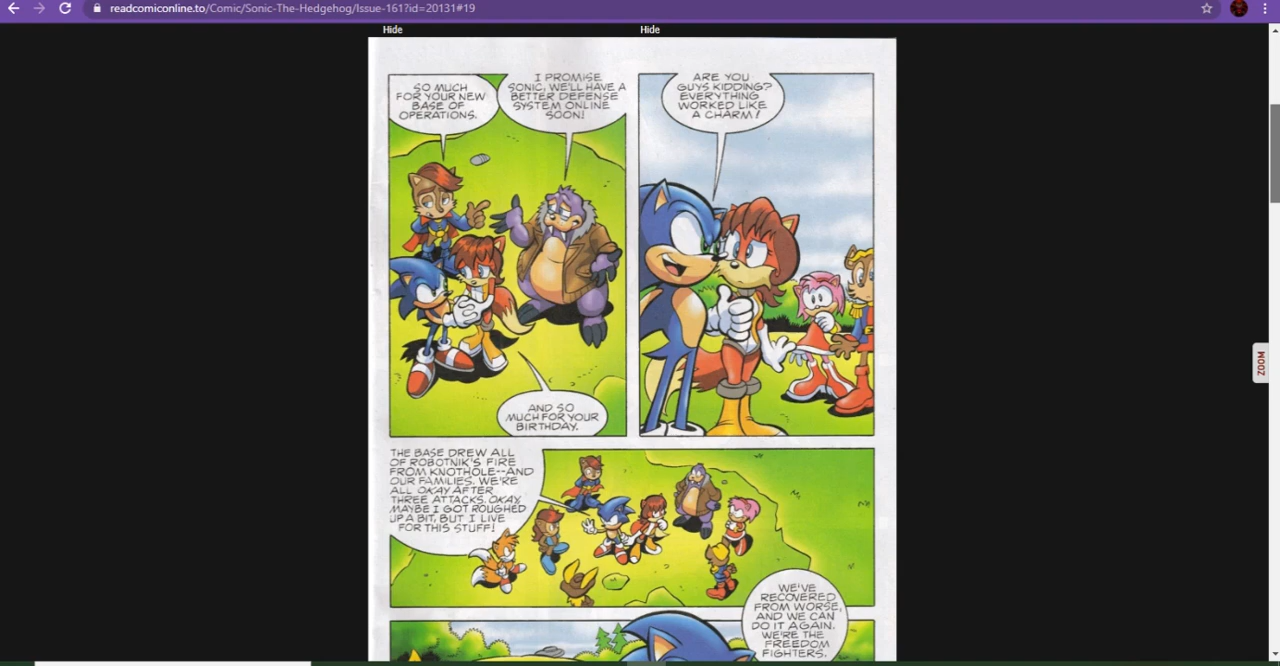 readcomiconline.to/Comic/Sonic-The-Hedgehog/Issue-161?id=20131#19
Hide
Hide
SO MUCH
FOR YOUR NEW
BASE OF
OPERATIONS.
I PROMISE
SONIC, WE'LL HAVE A
BETTER DEFENSE
SYSTEM ONLINE
SOON!
AND SO
MUCH FOR YOUR
BIRTHDAY.
ARE YOU
GUYS KIDDING?
EVERYTHING
WORKED LIKE
A CHARM!
THE BASE DREW ALL
OF ROBOTNIK'S FIRE
FROM KNOTHOLE--AND
OUR FAMILIES. WE'RE
ALL OKAY AFTER
THREE ATTACKS. OKAY,
MAYBE I GOT ROUGHED
UP A BIT, BUT I LIVE
FOR THIS STUFF!
WE'VE
RECOVERED
FROM WORSE,
AND WE CAN
DO IT AGAIN.
WE'RE THE
FREEDOM
FIGHTERS.
ZOOM